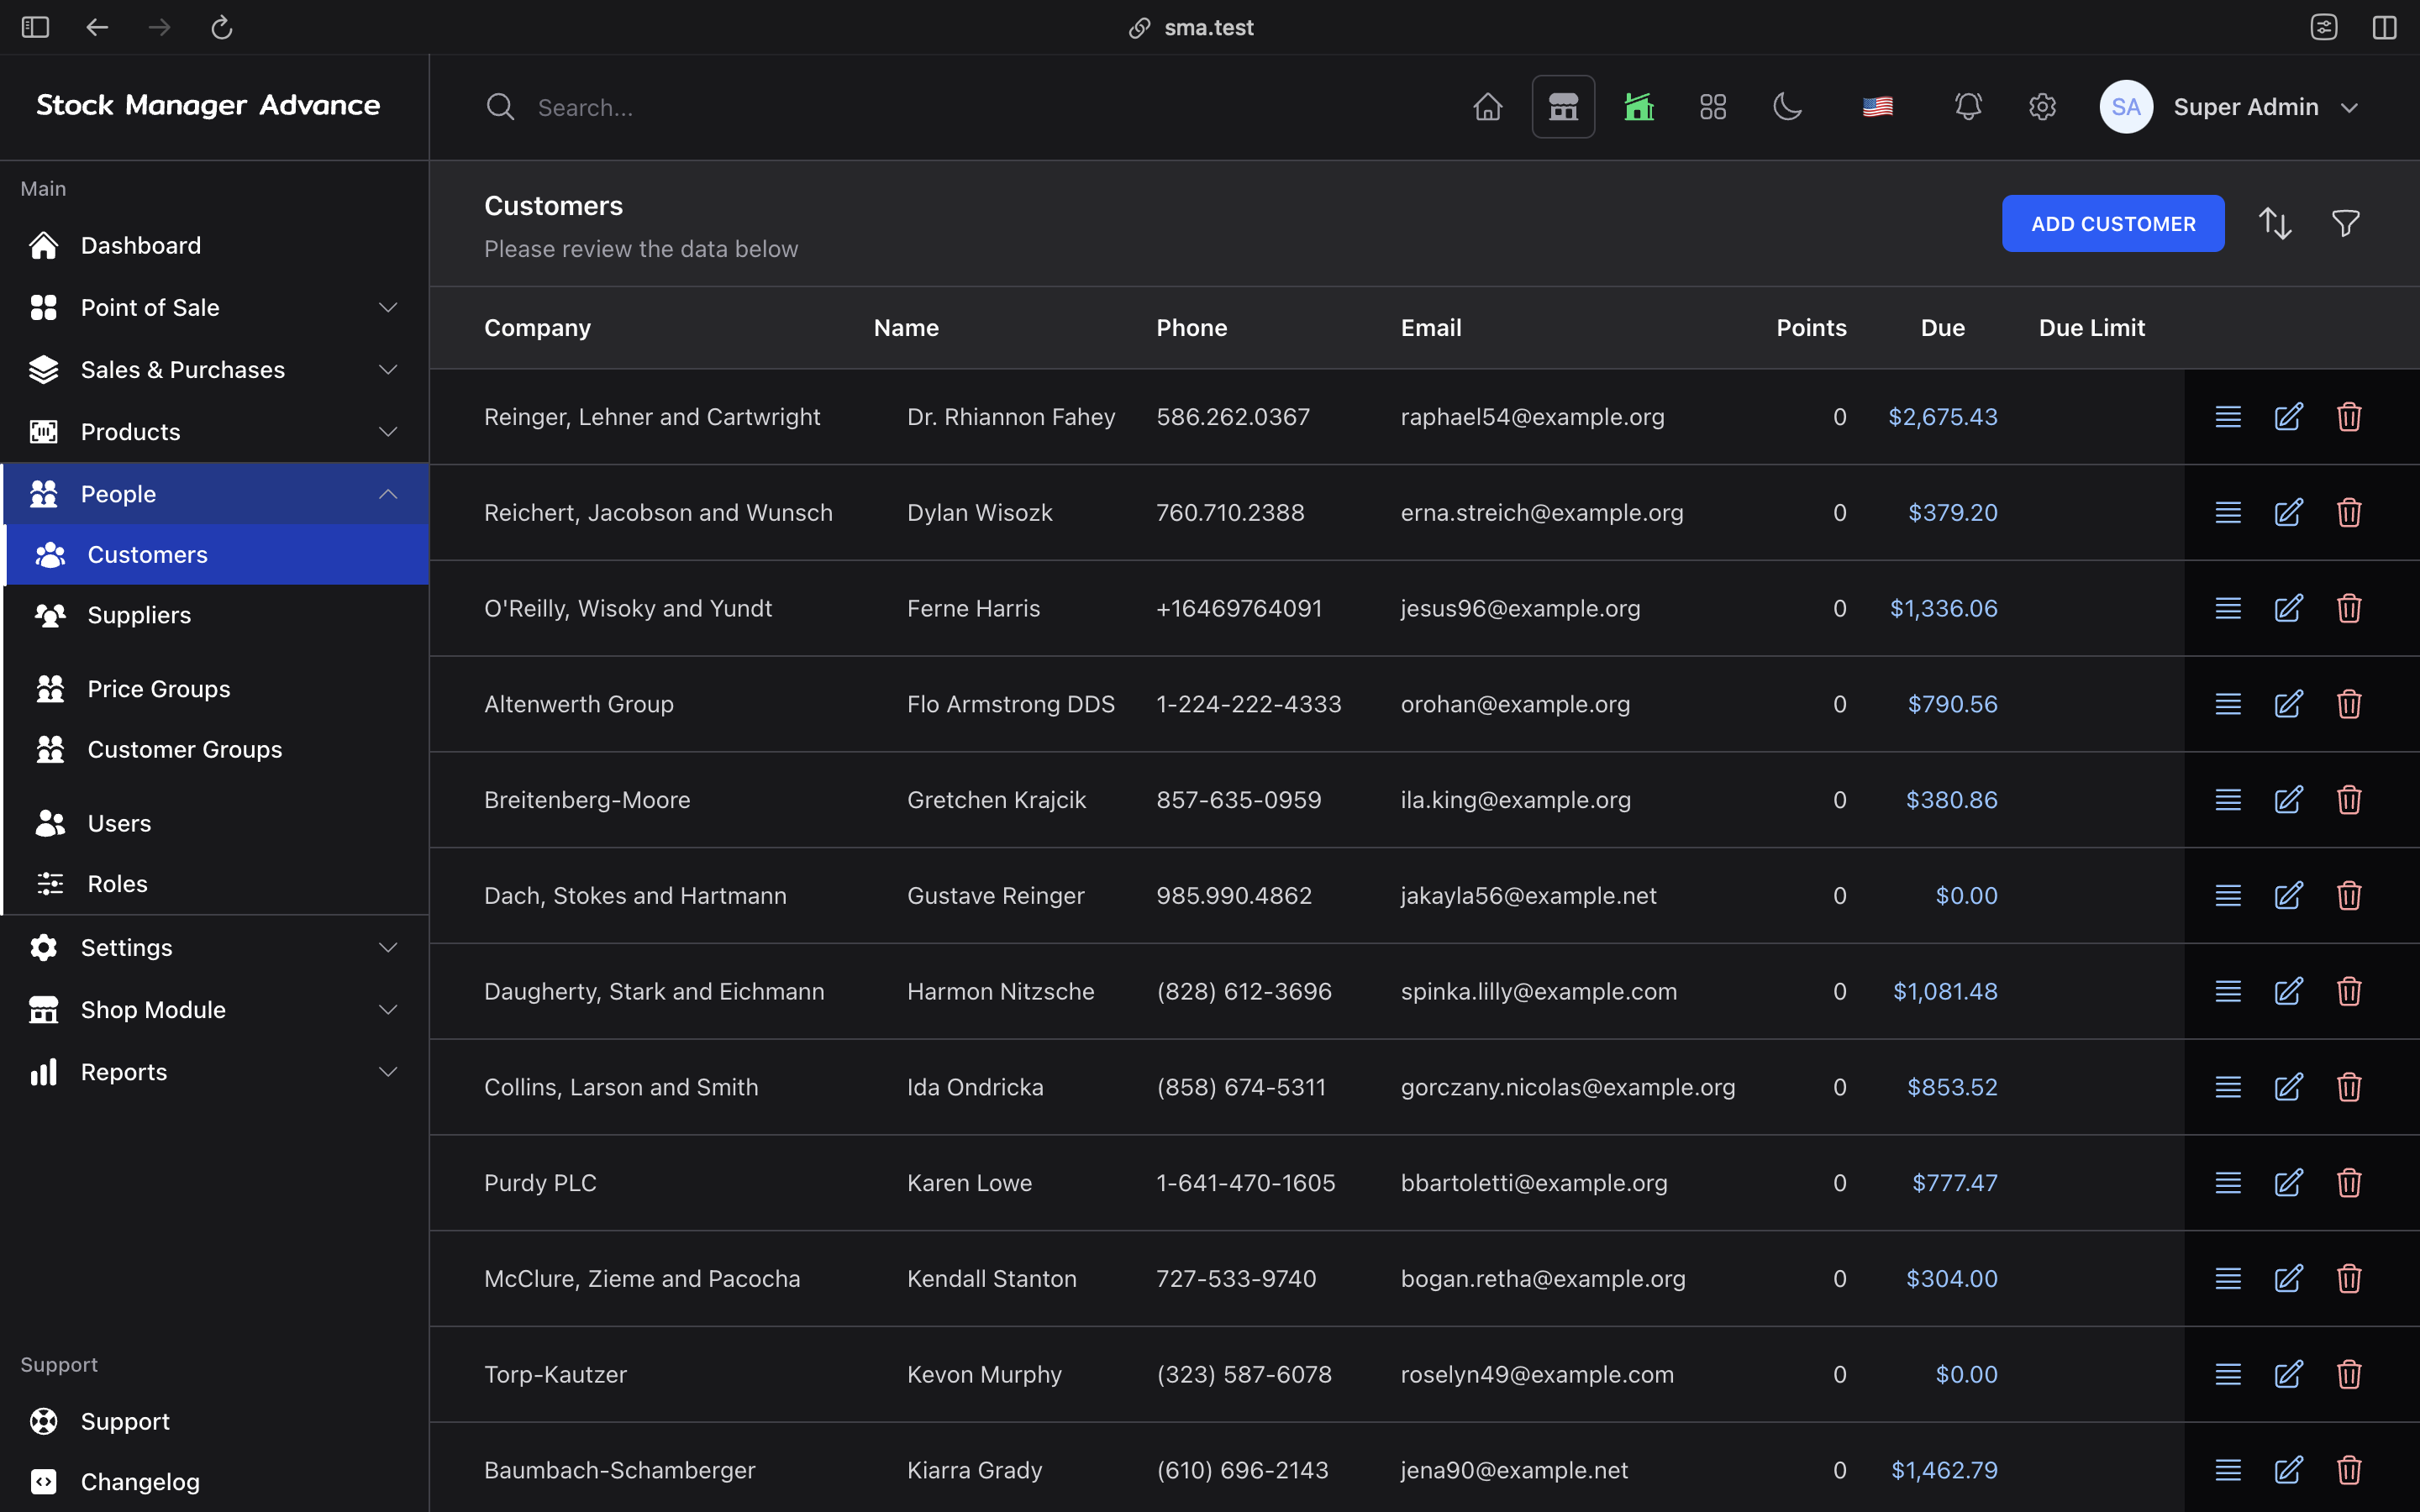 sma.test
Stock Manager Advance
Search...
SA
Super Admin
Main
Dashboard
Point of Sale
Sales & Purchases
Products
People
Customers
Suppliers
Price Groups
Customer Groups
Users
Roles
Settings
Shop Module
Reports
Support
Support
Changelog
Customers
Please review the data below
ADD CUSTOMER
Company Name Phone Email Points Due Due Limit
Reinger, Lehner and Cartwright Dr. Rhiannon Fahey 586.262.0367 raphael54@example.org 0 $2,675.43
Reichert, Jacobson and Wunsch Dylan Wisozk 760.710.2388 erna.streich@example.org 0 $379.20
O'Reilly, Wisoky and Yundt Ferne Harris +16469764091 jesus96@example.org 0 $1,336.06
Altenwerth Group Flo Armstrong DDS 1-224-222-4333 orohan@example.org 0 $790.56
Breitenberg-Moore Gretchen Krajcik 857-635-0959 ila.king@example.org 0 $380.86
Dach, Stokes and Hartmann Gustave Reinger 985.990.4862 jakayla56@example.net 0 $0.00
Daugherty, Stark and Eichmann Harmon Nitzsche (828) 612-3696 spinka.lilly@example.com 0 $1,081.48
Collins, Larson and Smith Ida Ondricka (858) 674-5311 gorczany.nicolas@example.org 0 $853.52
Purdy PLC Karen Lowe 1-641-470-1605 bbartoletti@example.org 0 $777.47
McClure, Zieme and Pacocha Kendall Stanton 727-533-9740 bogan.retha@example.org 0 $304.00
Torp-Kautzer Kevon Murphy (323) 587-6078 roselyn49@example.com 0 $0.00
Baumbach-Schamberger Kiarra Grady (610) 696-2143 jena90@example.net 0 $1,462.79